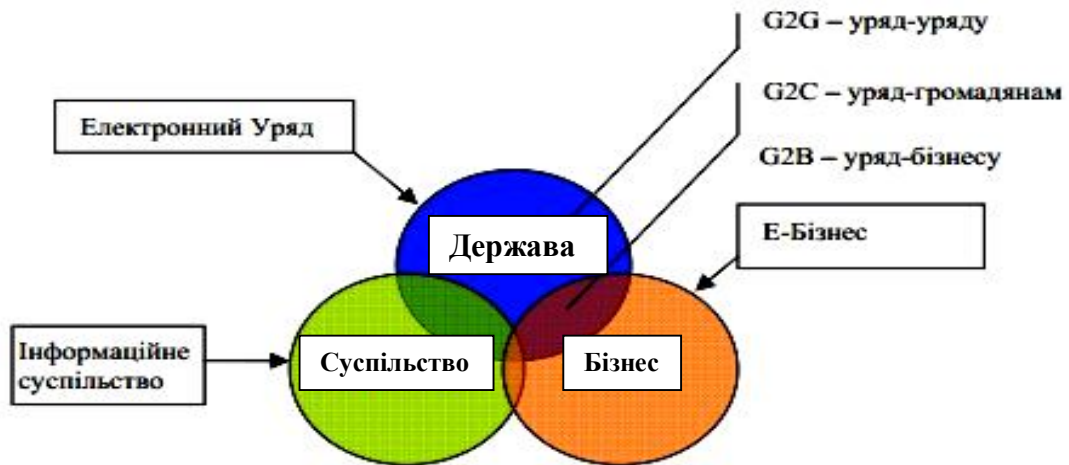 G2G – уряд-уряду
G2C – уряд-громадянам
Електронний Уряд
G2B – уряд-бізнесу
Держава
Е-Бізнес
Інформаційне
суспільство
Суспільство
Бізнес